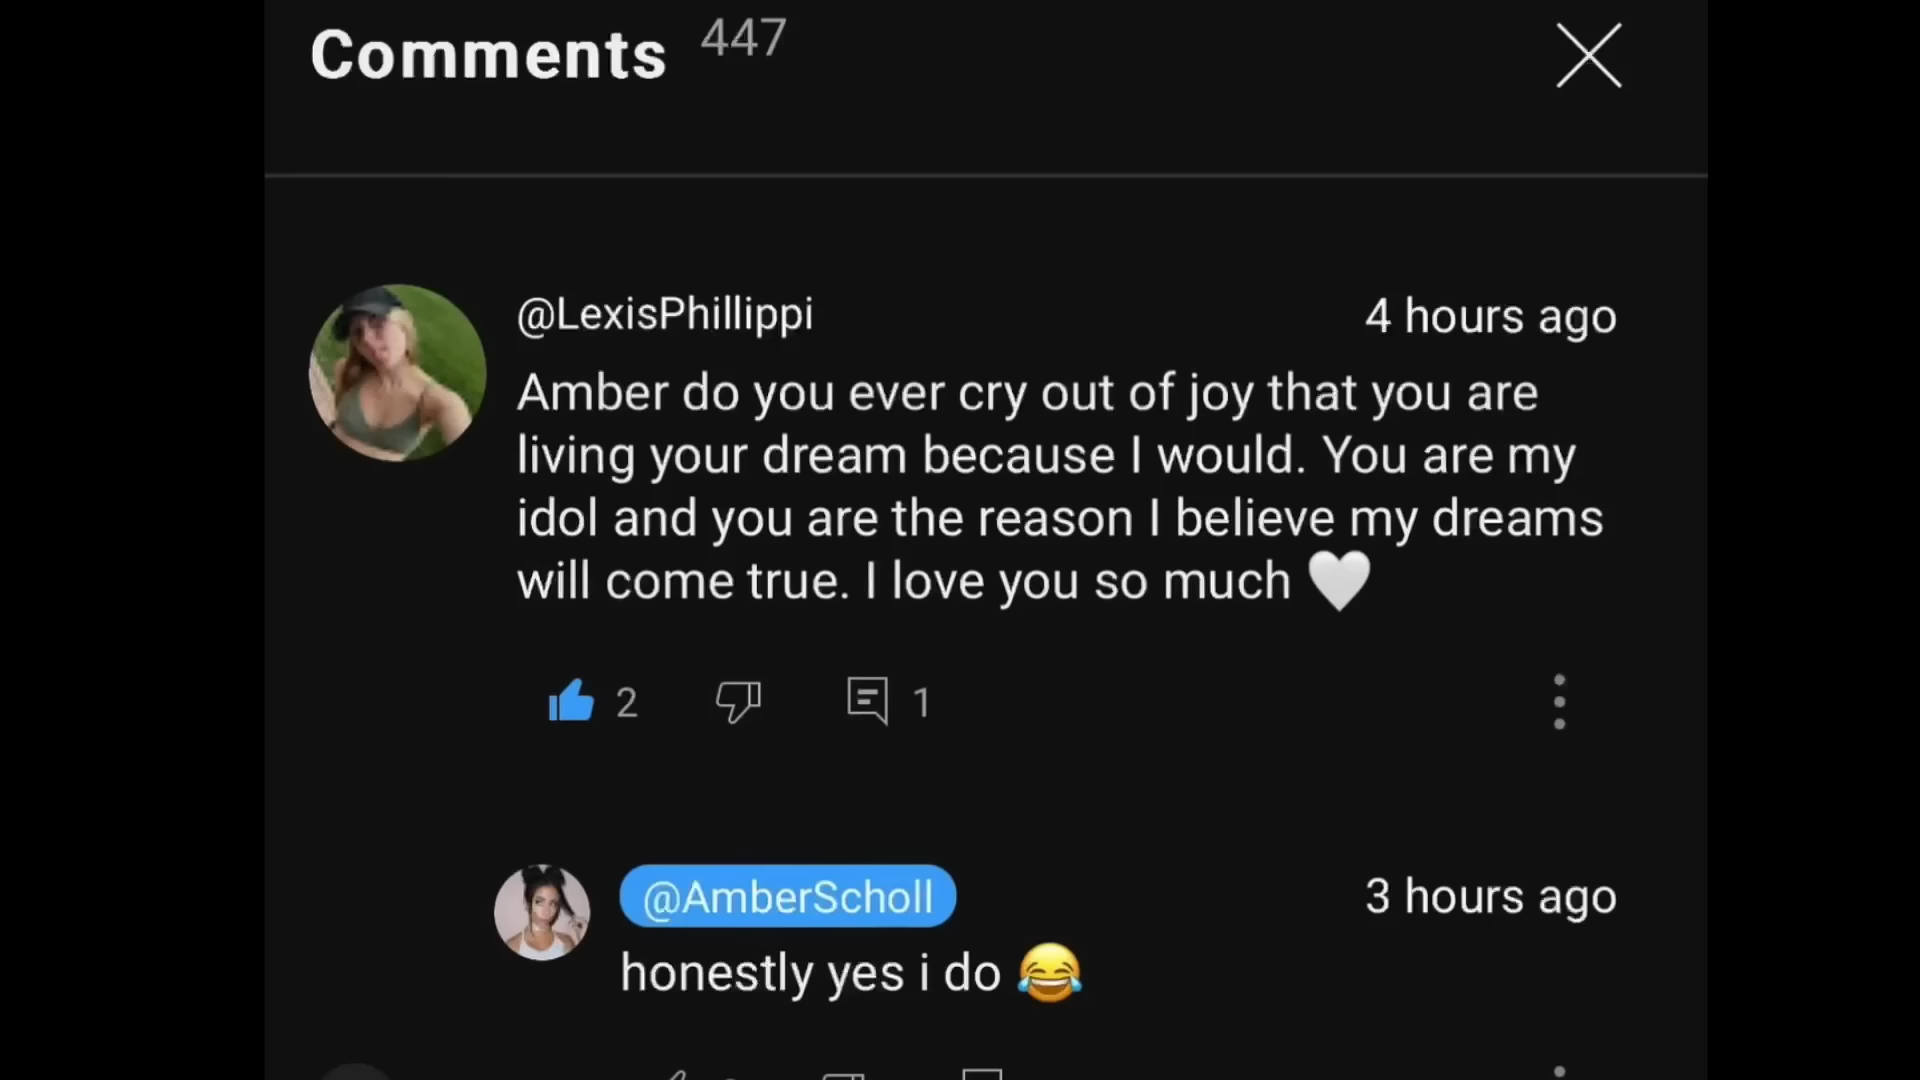 Comments 447
@LexisPhillippi 4 hours ago
Amber do you ever cry out of joy that you are
living your dream because I would. You are my
idol and you are the reason I believe my dreams
will come true. I love you so much 🤍
2 1
@AmberScholl 3 hours ago
honestly yes i do 😂